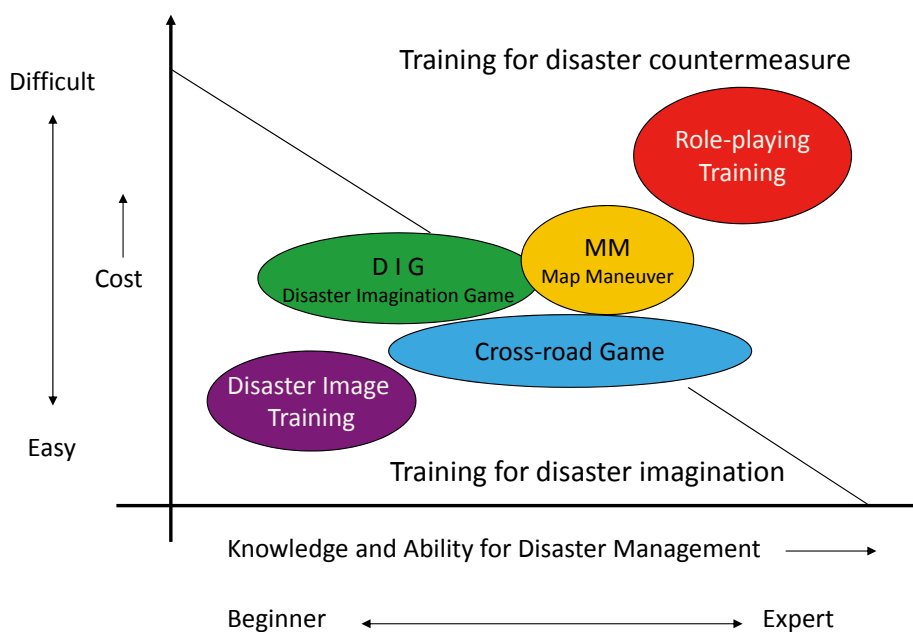 Training for disaster countermeasure
Difficult
Role-playing
Training
MM
Map Maneuver
D I G
Disaster Imagination Game
Cost
Cross-road Game
Disaster Image
Training
Easy
Training for disaster imagination
Knowledge and Ability for Disaster Management
Beginner
Expert